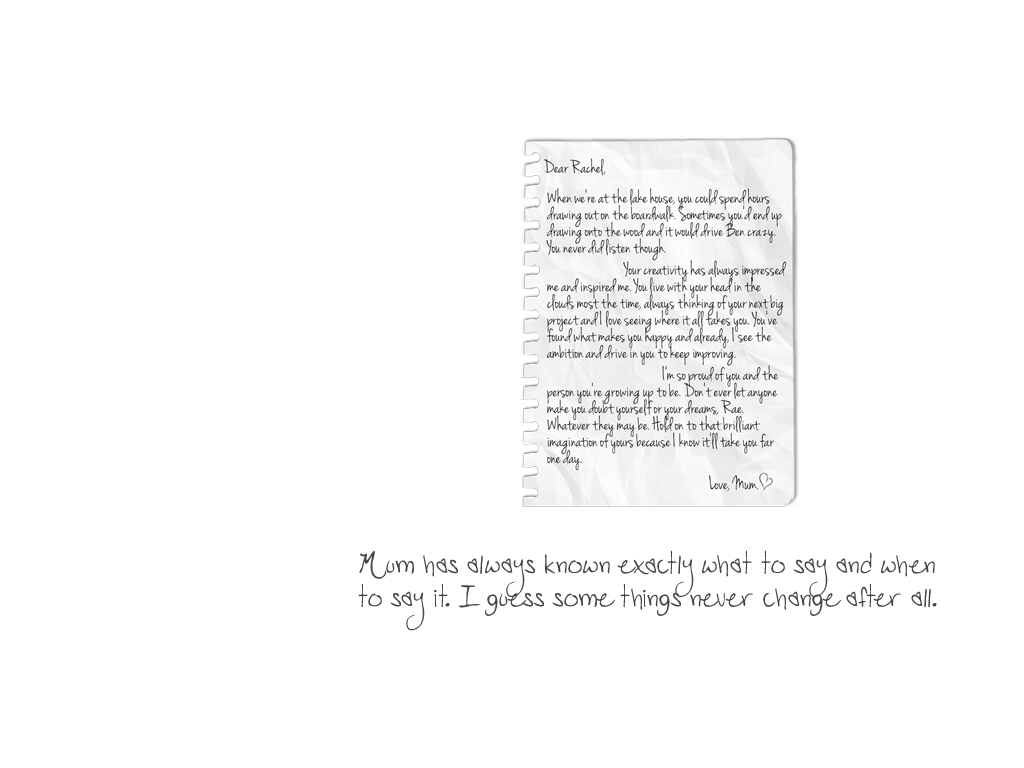 Dear Rachel,
When we're at the lake house, you could spend hours
drawing out on the boardwalk. Sometimes you'd end up
drawing onto the wood and it would drive Ben crazy.
You never did listen though.
Your creativity has always impressed
me and inspired me. You live with your head in the
clouds most the time, always thinking of your next big
project and I love seeing where it all takes you. You've
found what makes you happy and already, I see the
ambition and drive in you to keep improving.
I'm so proud of you and the
person you're growing up to be. Don't ever let anyone
make you doubt yourself or your dreams, Rae.
Whatever they may be. Hold on to that brilliant
imagination of yours because I know it'll take you far
one day.
Love, Mum.
Mum has always known exactly what to say and when
to say it. I guess some things never change after all.